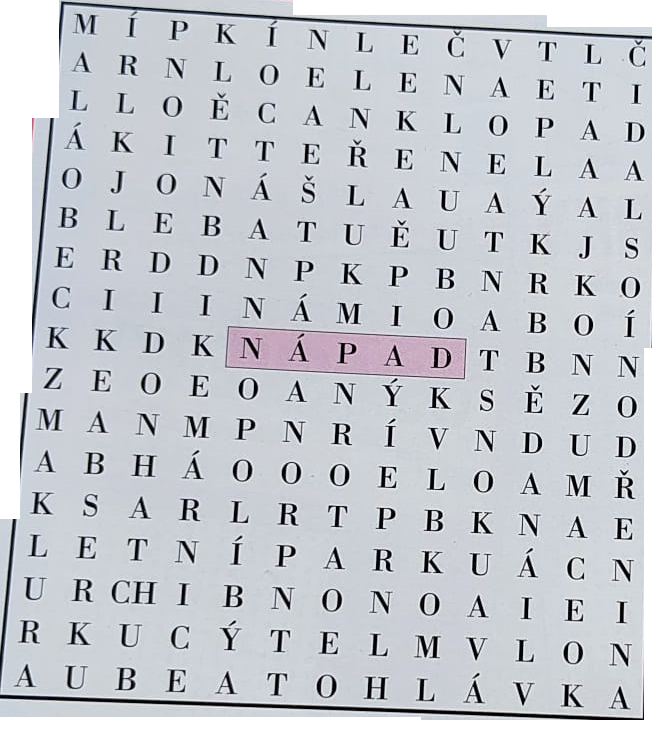 M Í P K Í N L E Č V T L Č
A R N L O E L E N A E T I
L L O Ě C A N K L O P A D
Á K I T T E Ř E N E L A A
O J O N Á Š L A U A Ý A L
B L E B A T U Ě U T K J S
E R D D N P K P B N R K O
C I I I N Á M I O A B O Í
K K D K N Á P A D T B N N
Z E O E O A N Ý K S Ě Z O
M A N M P N R Í V N D U D
A B H Á O O O E L O A M Ř
K S A R L R T P B K N A E
L E T N Í P A R K U Á C N
U R CH I B N O N O A I E I
R K U C Ý T E L M V L O N
A U B E A T O H L Á V K A